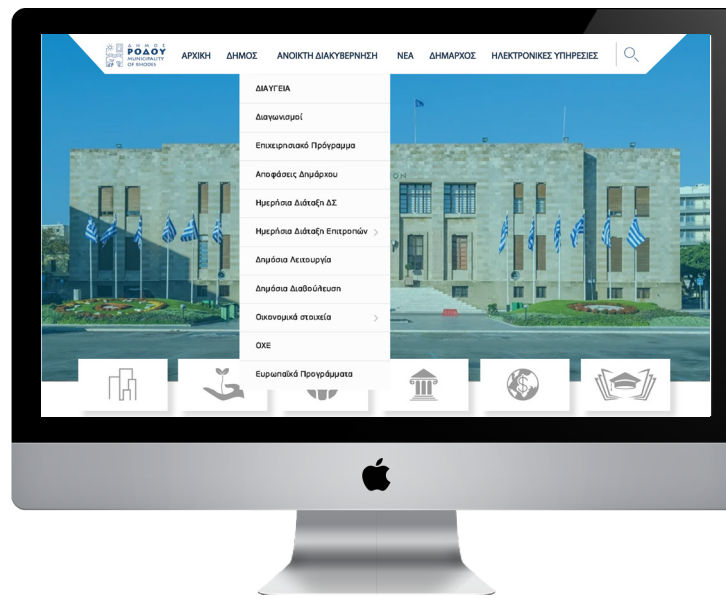 ΔΗΜΟΣ
ΡΟΔΟΥ
MUNICIPALITY
OF RHODES
ΑΡΧΙΚΗ ΔΗΜΟΣ ΑΝΟΙΚΤΗ ΔΙΑΚΥΒΕΡΝΗΣΗ ΝΕΑ ΔΗΜΑΡΧΟΣ ΗΛΕΚΤΡΟΝΙΚΕΣ ΥΠΗΡΕΣΙΕΣ
ΔΙΑΥΓΕΙΑ
Διαγωνισμοί
Επιχειρησιακό Πρόγραμμα
Αποφάσεις Δημάρχου
Ημερήσια Διάταξη ΔΣ
Ημερήσια Διάταξη Επιτροπών
Δημόσια Λειτουργία
Δημόσια Διαβούλευση
Οικονομικά στοιχεία
ΟΧΕ
Ευρωπαϊκά Προγράμματα